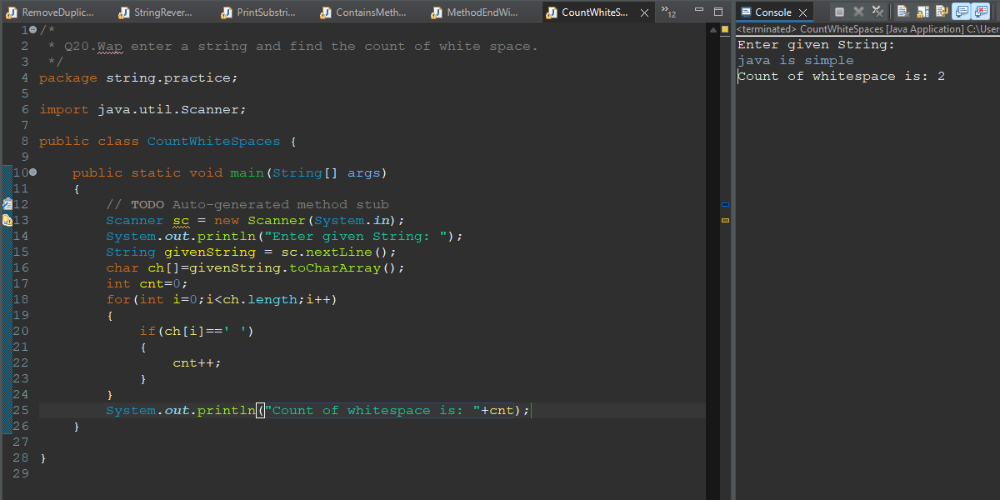 RemoveDuplic... StringRever... PrintSubstri... ContainsMeth... MethodEndWi... CountWhiteS... »12
1 /*
2  * Q20.Wap enter a string and find the count of white space.
3  */
4 package string.practice;
5
6 import java.util.Scanner;
7
8 public class CountWhiteSpaces {
9
10     public static void main(String[] args)
11     {
12         // TODO Auto-generated method stub
13         Scanner sc = new Scanner(System.in);
14         System.out.println("Enter given String: ");
15         String givenString = sc.nextLine();
16         char ch[]=givenString.toCharArray();
17         int cnt=0;
18         for(int i=0;i<ch.length;i++)
19         {
20             if(ch[i]==' ')
21             {
22                 cnt++;
23             }
24         }
25         System.out.println("Count of whitespace is: "+cnt);
26     }
27
28 }
29
Console
<terminated> CountWhiteSpaces [Java Application] C:\Users
Enter given String:
java is simple
Count of whitespace is: 2